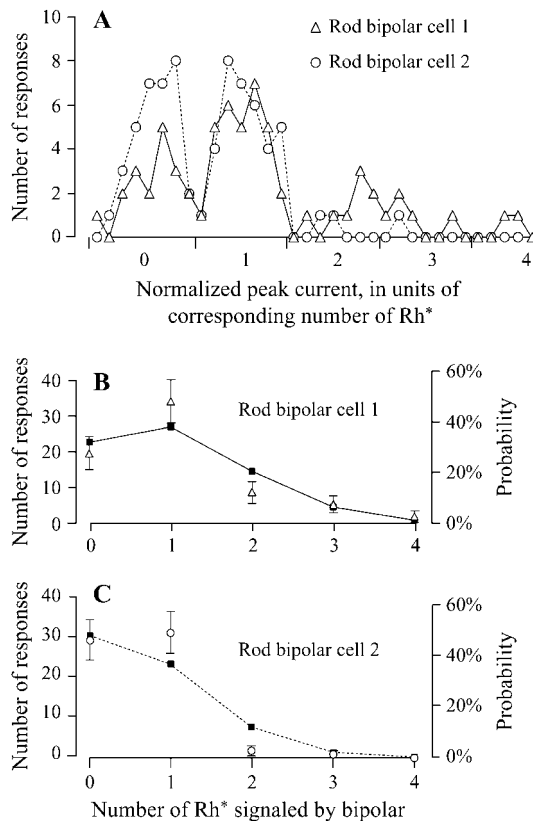 A
Rod bipolar cell 1
Rod bipolar cell 2
Number of responses
10
8
6
4
2
0
0 1 2 3 4
Normalized peak current, in units of
corresponding number of Rh*
B
Rod bipolar cell 1
Number of responses
40
30
20
10
0
60%
40%
20%
0%
Probability
0 1 2 3 4
C
Rod bipolar cell 2
Number of responses
40
30
20
10
0
60%
40%
20%
0%
Probability
0 1 2 3 4
Number of Rh* signaled by bipolar